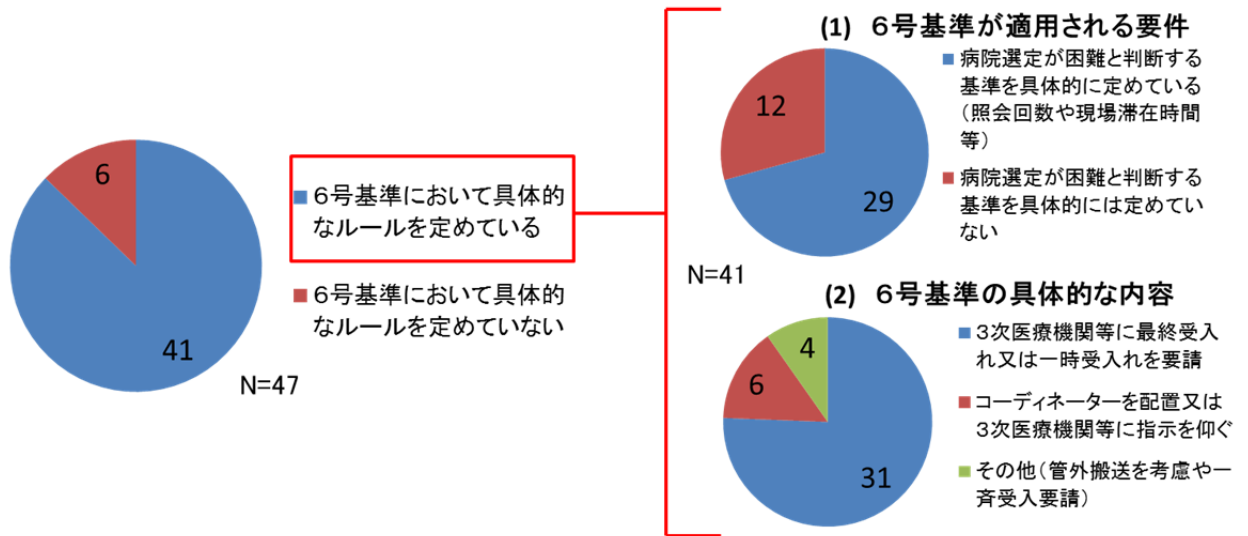 6
41
N=47
６号基準において具体的
なルールを定めている
６号基準において具体的
なルールを定めていない
(1) ６号基準が適用される要件
12
29
N=41
病院選定が困難と判断する
基準を具体的に定めている
（照会回数や現場滞在時間
等）
病院選定が困難と判断する
基準を具体的には定めてい
ない
(2) ６号基準の具体的な内容
4
6
31
３次医療機関等に最終受入
れ又は一時受入れを要請
コーディネーターを配置又は
３次医療機関等に指示を仰ぐ
その他（管外搬送を考慮や一
斉受入要請）